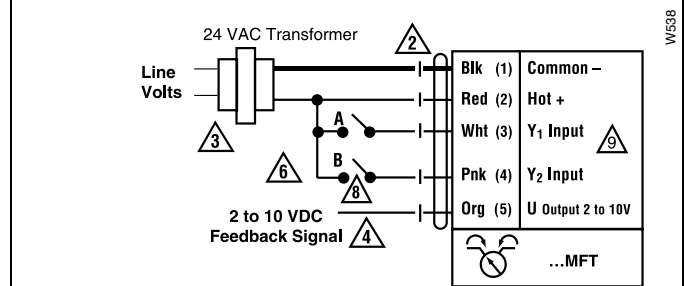 W538
24 VAC Transformer
2
Line
Volts
Blk (1) Common –
Red (2) Hot +
A
Wht (3) Y₁ Input
9
3
6
B
8
Pnk (4) Y₂ Input
2 to 10 VDC
Feedback Signal
4
Org (5) U Output 2 to 10V
...MFT